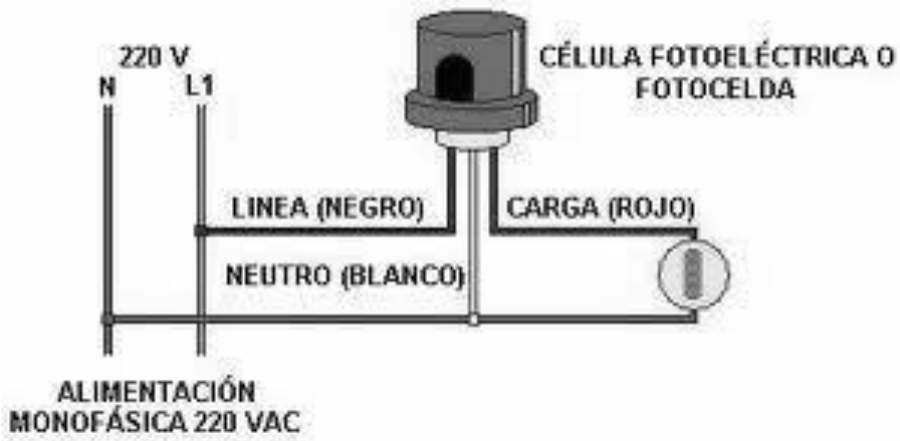 220 V
N L1
CÉLULA FOTOELÉCTRICA O
FOTOCELDA
LINEA (NEGRO)
CARGA (ROJO)
NEUTRO (BLANCO)
ALIMENTACIÓN
MONOFÁSICA 220 VAC